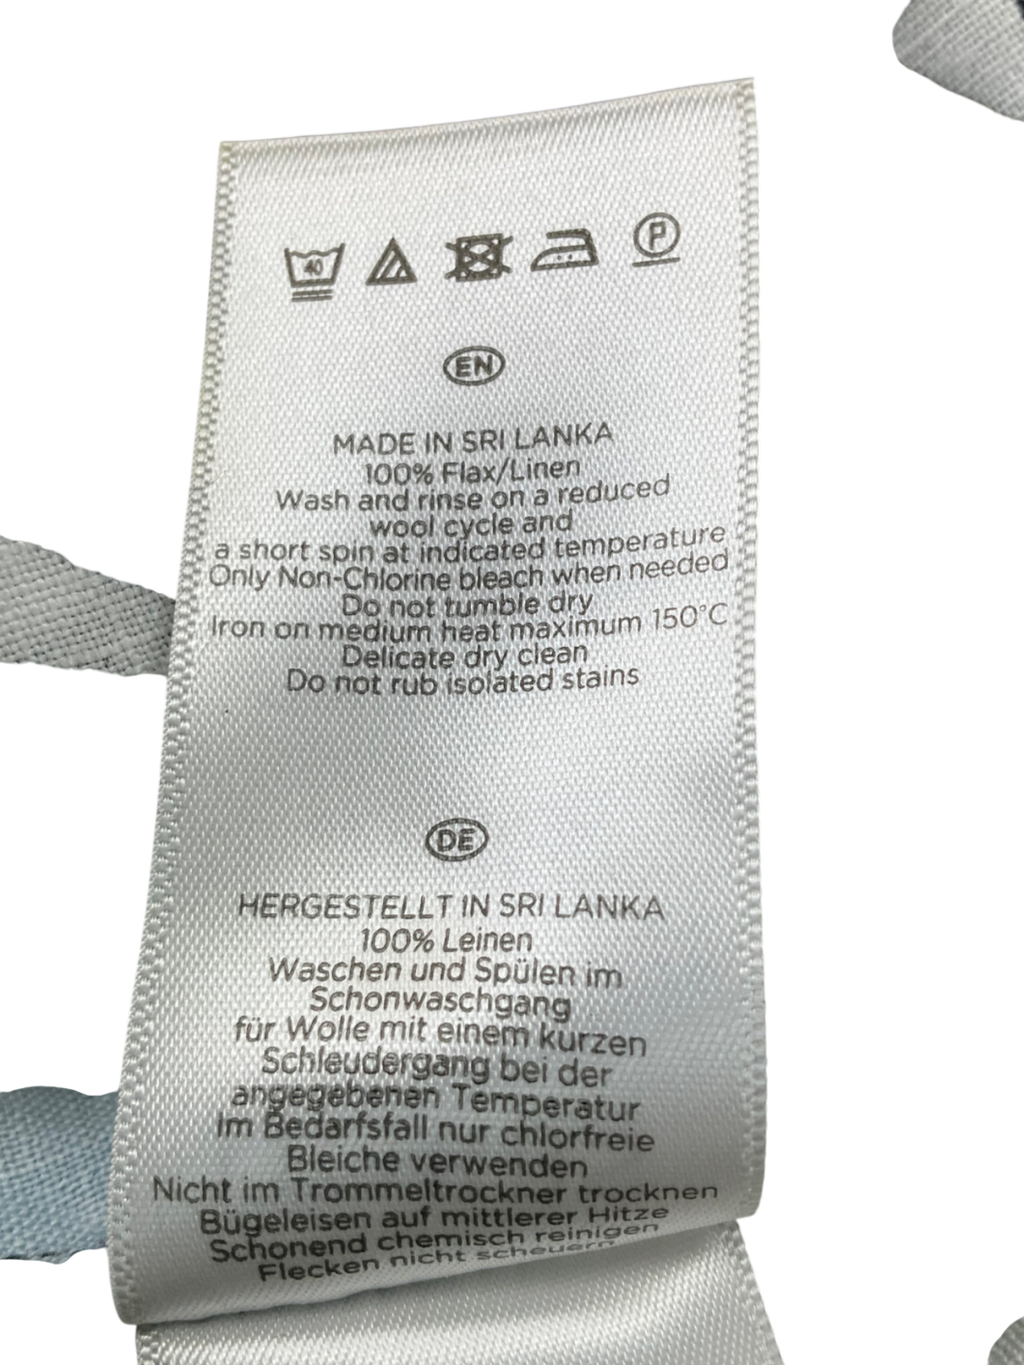 40
P
EN
MADE IN SRI LANKA
100% Flax/Linen
Wash and rinse on a reduced
wool cycle and
a short spin at indicated temperature
Only Non-Chlorine bleach when needed
Do not tumble dry
Iron on medium heat maximum 150°C
Delicate dry clean
Do not rub isolated stains
DE
HERGESTELLT IN SRI LANKA
100% Leinen
Waschen und Spülen im
Schonwaschgang
für Wolle mit einem kurzen
Schleudergang bei der
angegebenen Temperatur
Im Bedarfsfall nur chlorfreie
Bleiche verwenden
Nicht im Trommeltrockner trocknen
Bügeleisen auf mittlerer Hitze
Schonend chemisch reinigen
Flecken nicht scheuern